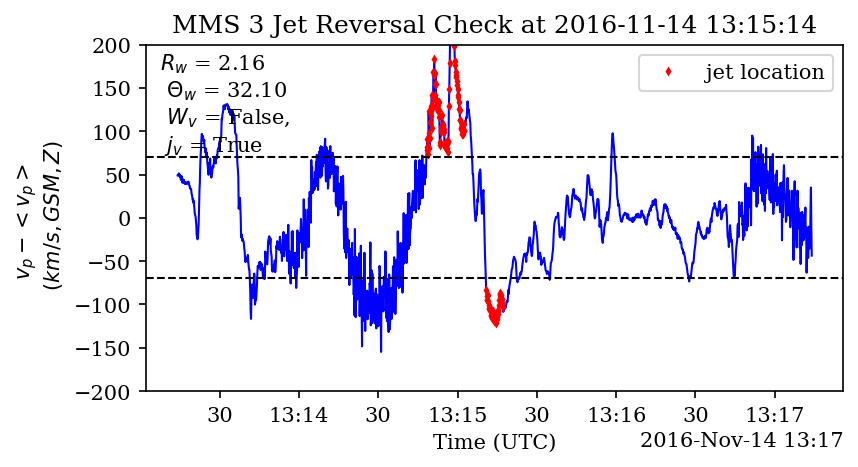 MMS 3 Jet Reversal Check at 2016-11-14 13:15:14
R_w = 2.16
Θ_w = 32.10
W_v = False,
j_v = True
jet location
v_p − < v_p >
(km/s, GSM, Z)
200
150
100
50
0
−50
−100
−150
−200
30 13:14 30 13:15 30 13:16 30 13:17
Time (UTC)
2016-Nov-14 13:17